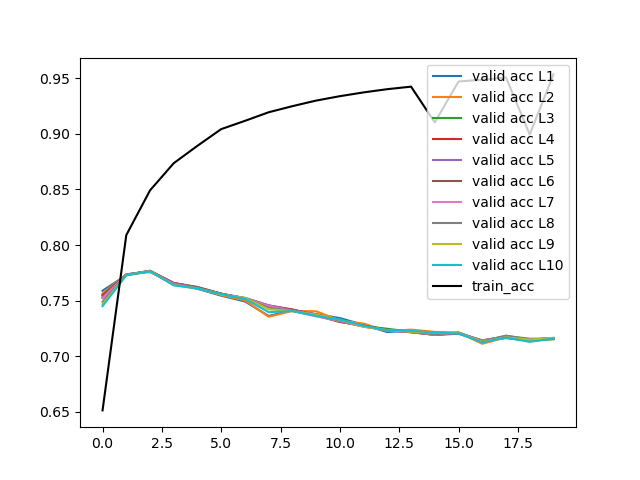 0.95
0.90
0.85
0.80
0.75
0.70
0.65
0.0 2.5 5.0 7.5 10.0 12.5 15.0 17.5
valid acc L1
valid acc L2
valid acc L3
valid acc L4
valid acc L5
valid acc L6
valid acc L7
valid acc L8
valid acc L9
valid acc L10
train_acc